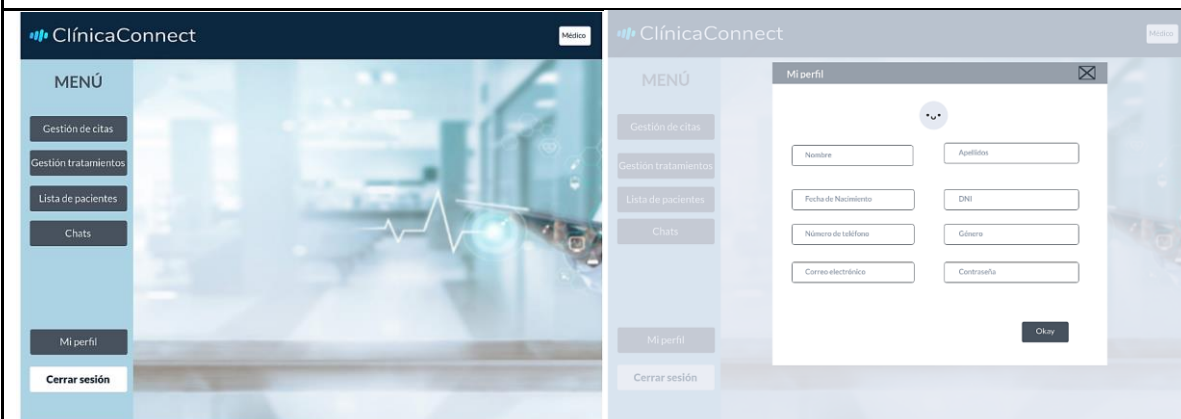 ClínicaConnect
Médico
MENÚ
Gestión de citas
Gestión tratamientos
Lista de pacientes
Chats
Mi perfil
Cerrar sesión
ClínicaConnect
Médico
MENÚ
Gestión de citas
Gestión tratamientos
Lista de pacientes
Chats
Mi perfil
Cerrar sesión
Mi perfil
Nombre
Apellidos
Fecha de Nacimiento
DNI
Número de teléfono
Género
Correo electrónico
Contraseña
Okay